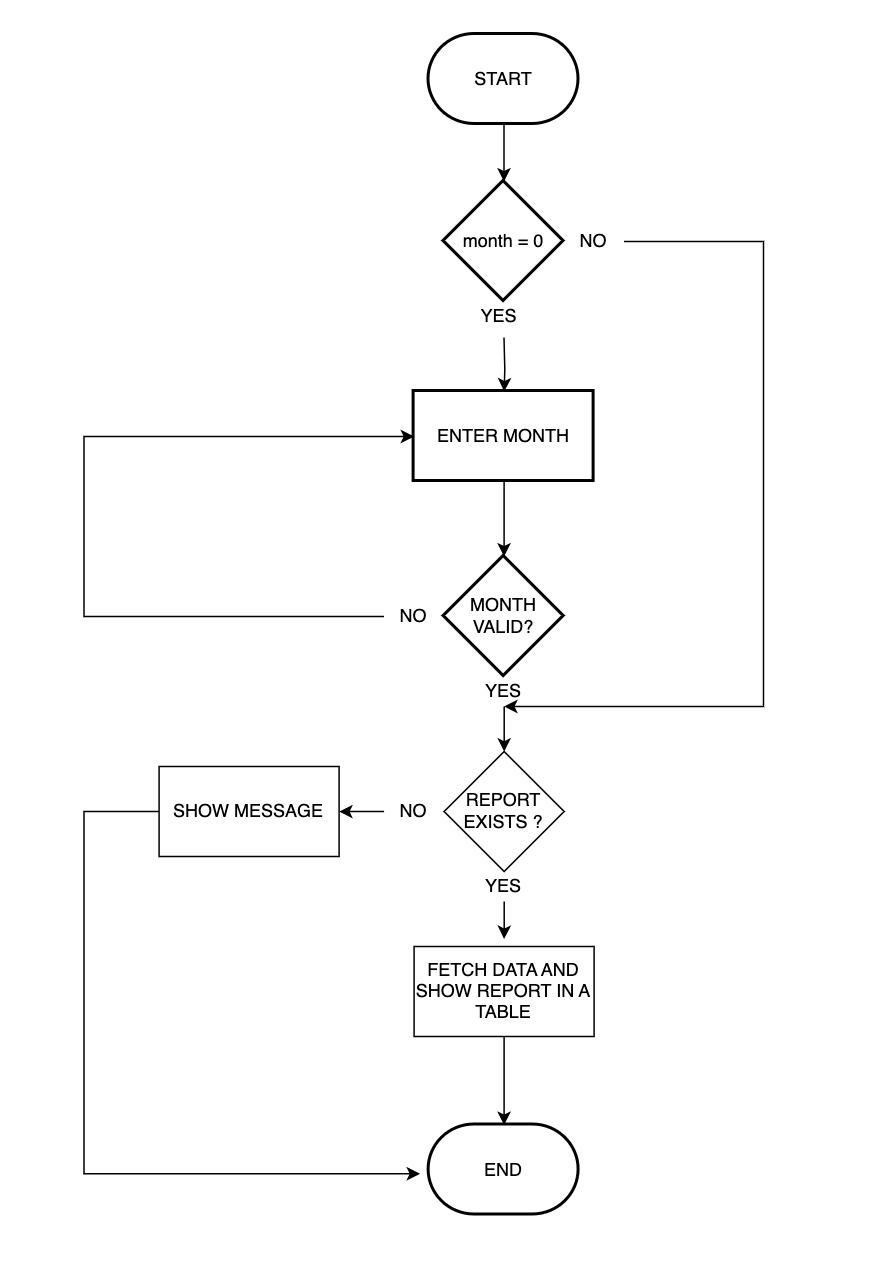 START
month = 0
NO
YES
ENTER MONTH
MONTH
VALID?
NO
YES
REPORT
EXISTS ?
NO
SHOW MESSAGE
YES
FETCH DATA AND
SHOW REPORT IN A
TABLE
END